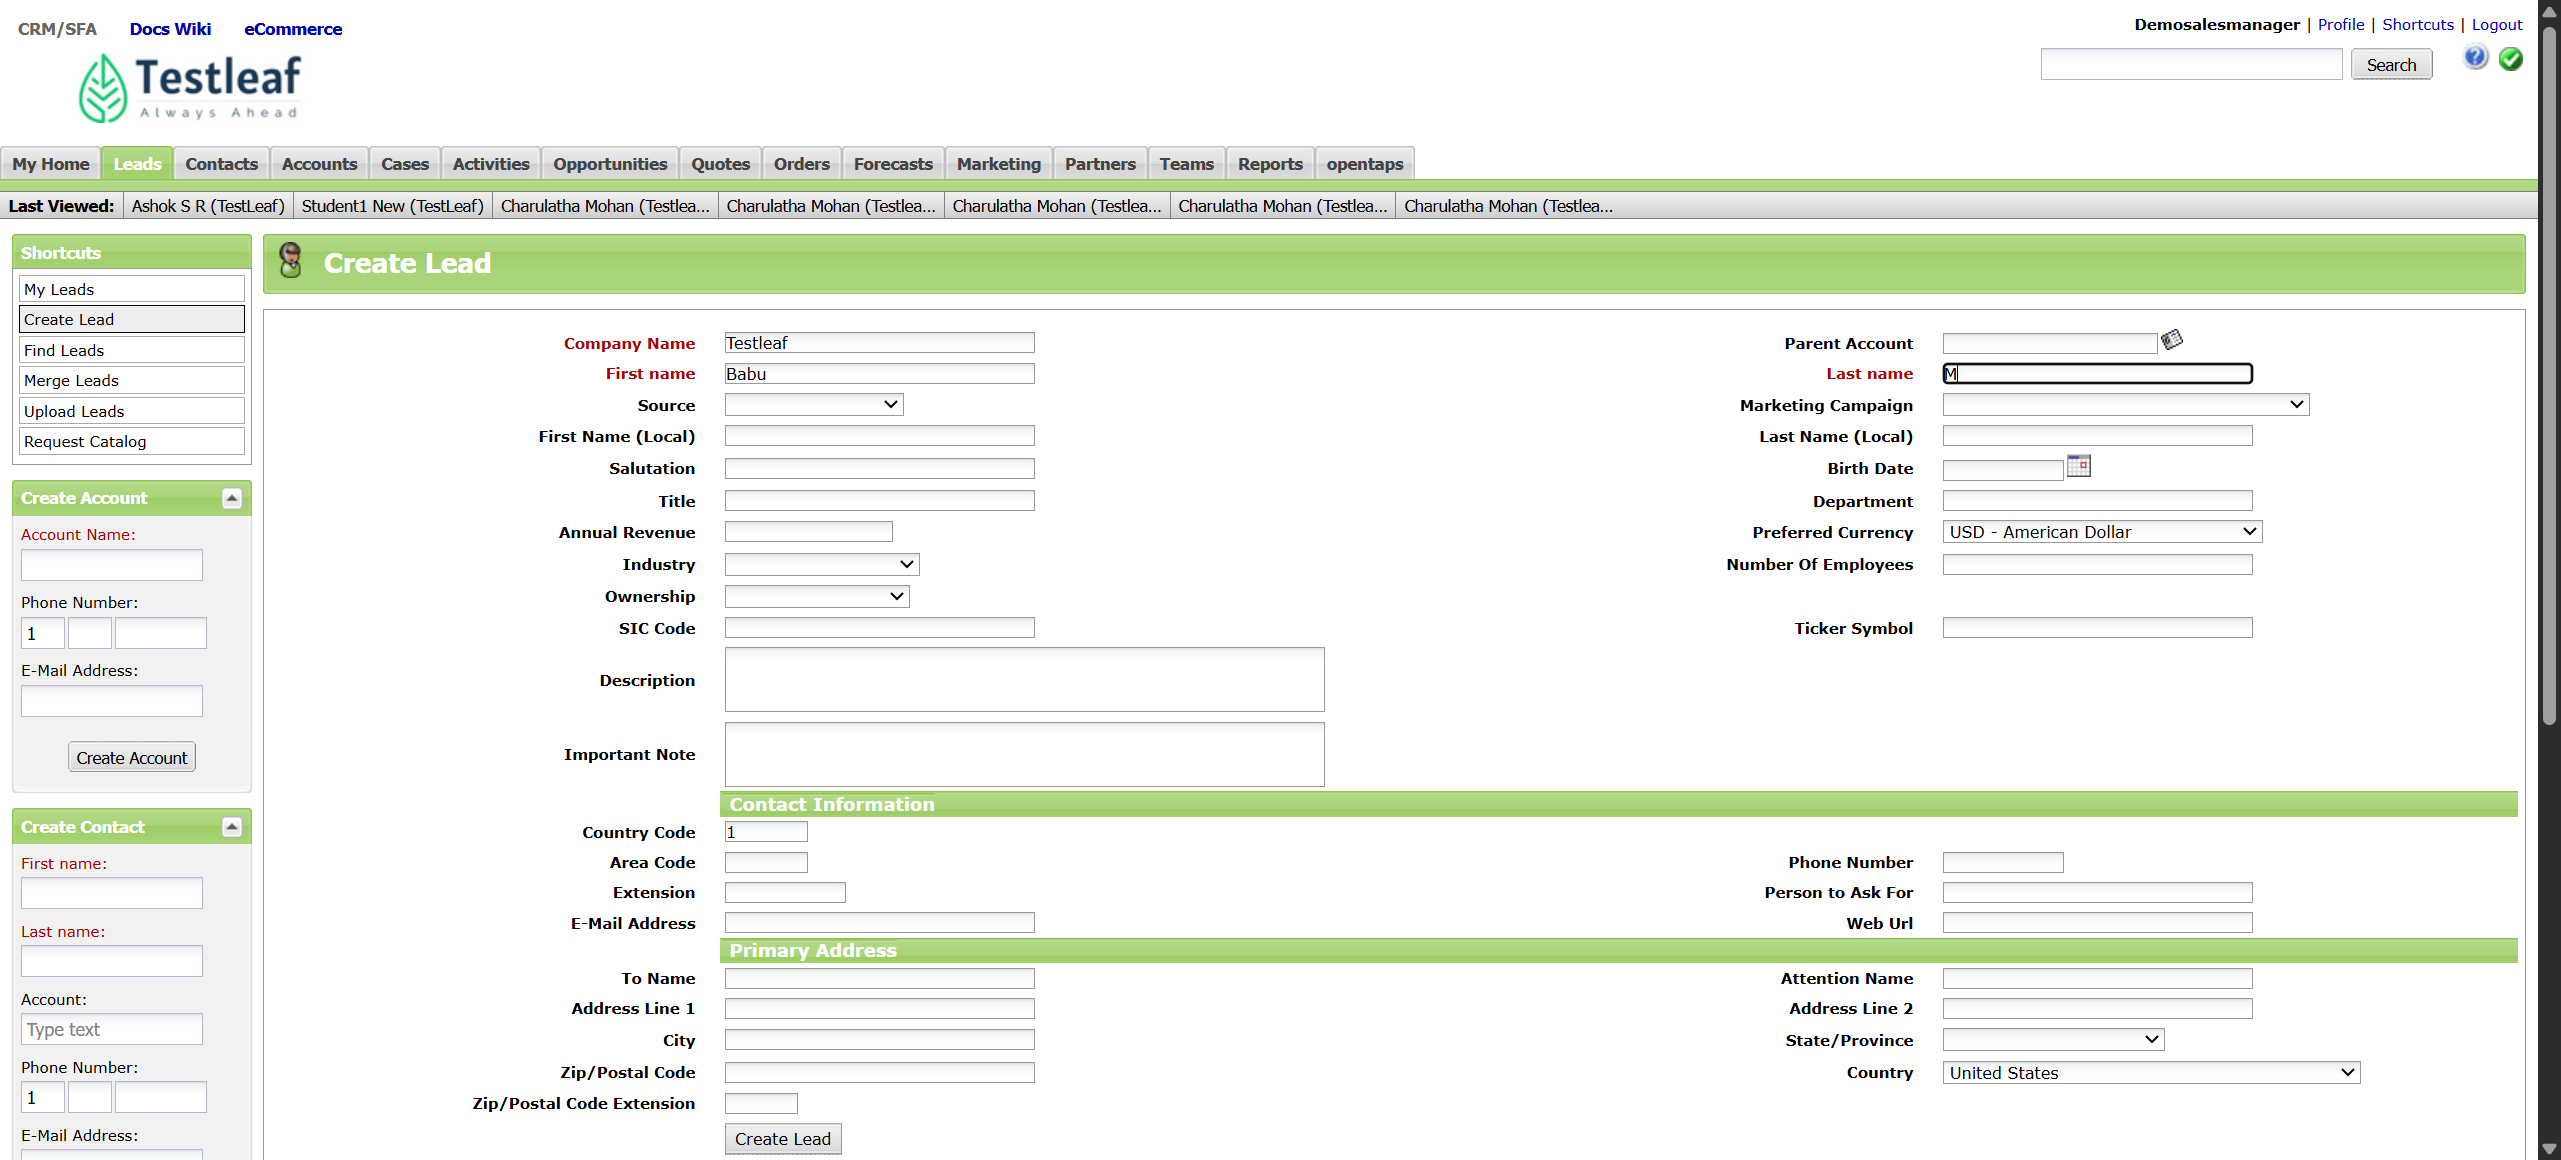 CRM/SFA Docs Wiki eCommerce
Demosalesmanager | Profile | Shortcuts | Logout
Testleaf
Always Ahead
Search
My Home Leads Contacts Accounts Cases Activities Opportunities Quotes Orders Forecasts Marketing Partners Teams Reports opentaps
Last Viewed: Ashok S R (TestLeaf) Student1 New (TestLeaf) Charulatha Mohan (Testlea... Charulatha Mohan (Testlea... Charulatha Mohan (Testlea... Charulatha Mohan (Testlea... Charulatha Mohan (Testlea...
Shortcuts
My Leads
Create Lead
Find Leads
Merge Leads
Upload Leads
Request Catalog
Create Account
Account Name:
Phone Number:
1
E-Mail Address:
Create Account
Create Contact
First name:
Last name:
Account:
Type text
Phone Number:
1
E-Mail Address:
Create Lead
Company Name Testleaf Parent Account
First name Babu Last name M
Source Marketing Campaign
First Name (Local) Last Name (Local)
Salutation Birth Date
Title Department
Annual Revenue Preferred Currency USD - American Dollar
Industry Number Of Employees
Ownership
SIC Code Ticker Symbol
Description
Important Note
Contact Information
Country Code 1
Area Code Phone Number
Extension Person to Ask For
E-Mail Address Web Url
Primary Address
To Name Attention Name
Address Line 1 Address Line 2
City State/Province
Zip/Postal Code Country United States
Zip/Postal Code Extension
Create Lead